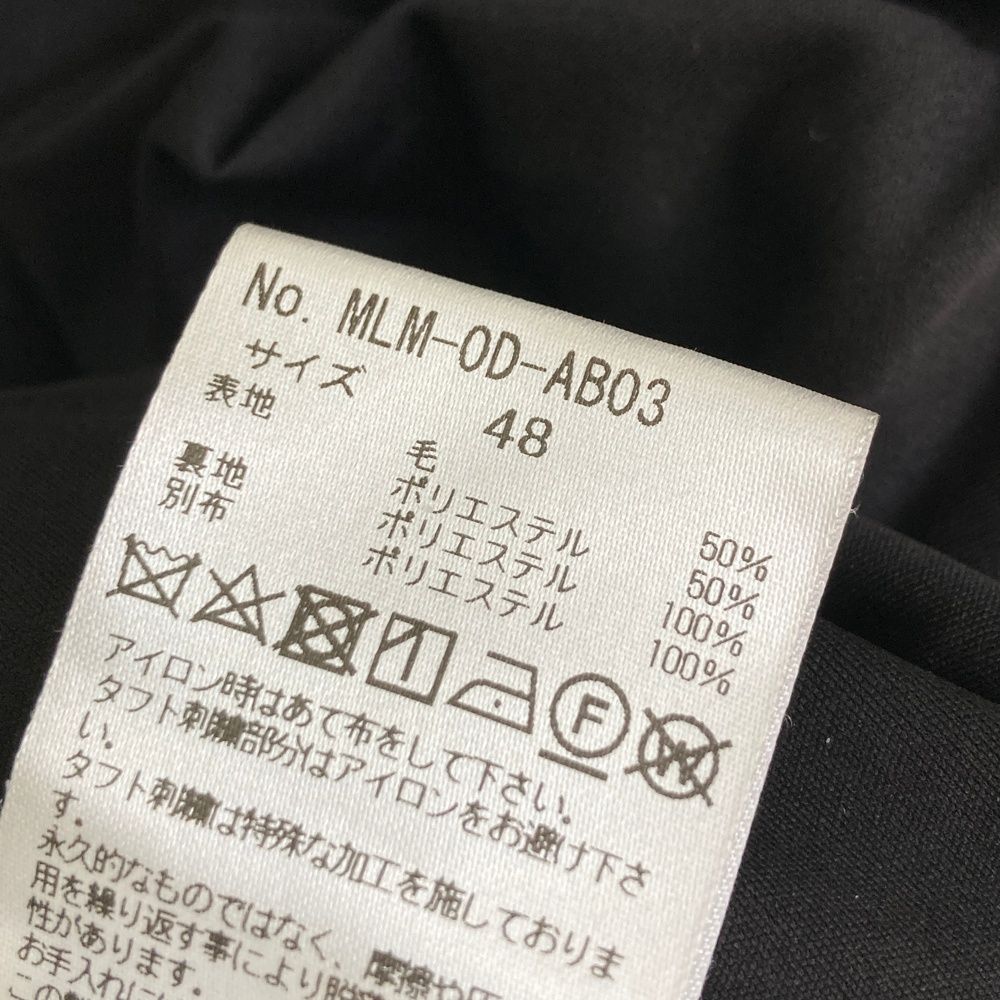 No. MLM-OD-AB03
サイズ 48
表地 毛 50%
ポリエステル 50%
裏地 ポリエステル 100%
別布 ポリエステル 100%
F
W
アイロン時はあて布をして下さい。
タフト刺繍部分はアイロンをお避け下さ
い。
タフト刺繍は特殊な加工を施しておりま
す。
永久的なものではなく、摩擦や
用を繰り返す事により脱
性があります。
お手入れに
この